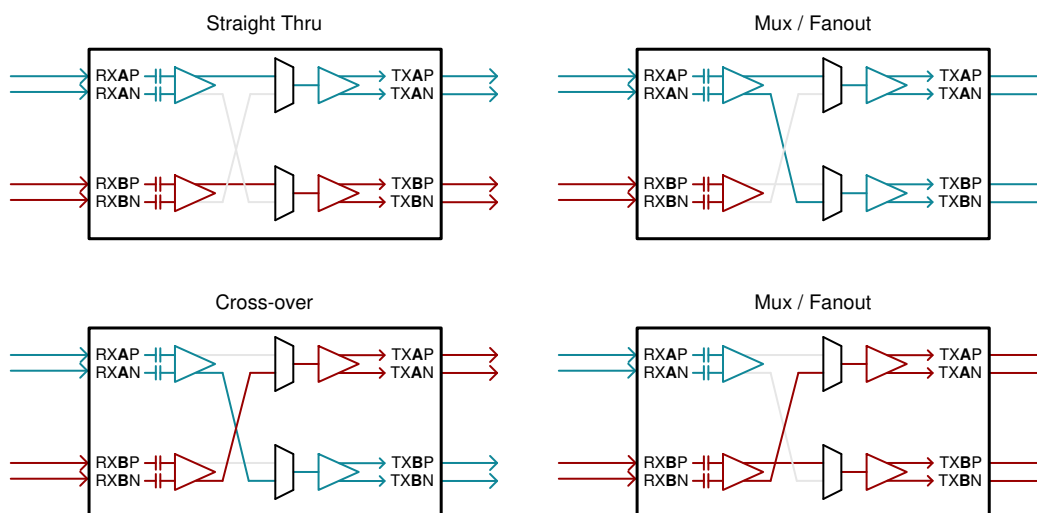 Straight Thru
RXAP
RXAN
TXAP
TXAN
RXBP
RXBN
TXBP
TXBN
Mux / Fanout
RXAP
RXAN
TXAP
TXAN
RXBP
RXBN
TXBP
TXBN
Cross-over
RXAP
RXAN
TXAP
TXAN
RXBP
RXBN
TXBP
TXBN
Mux / Fanout
RXAP
RXAN
TXAP
TXAN
RXBP
RXBN
TXBP
TXBN